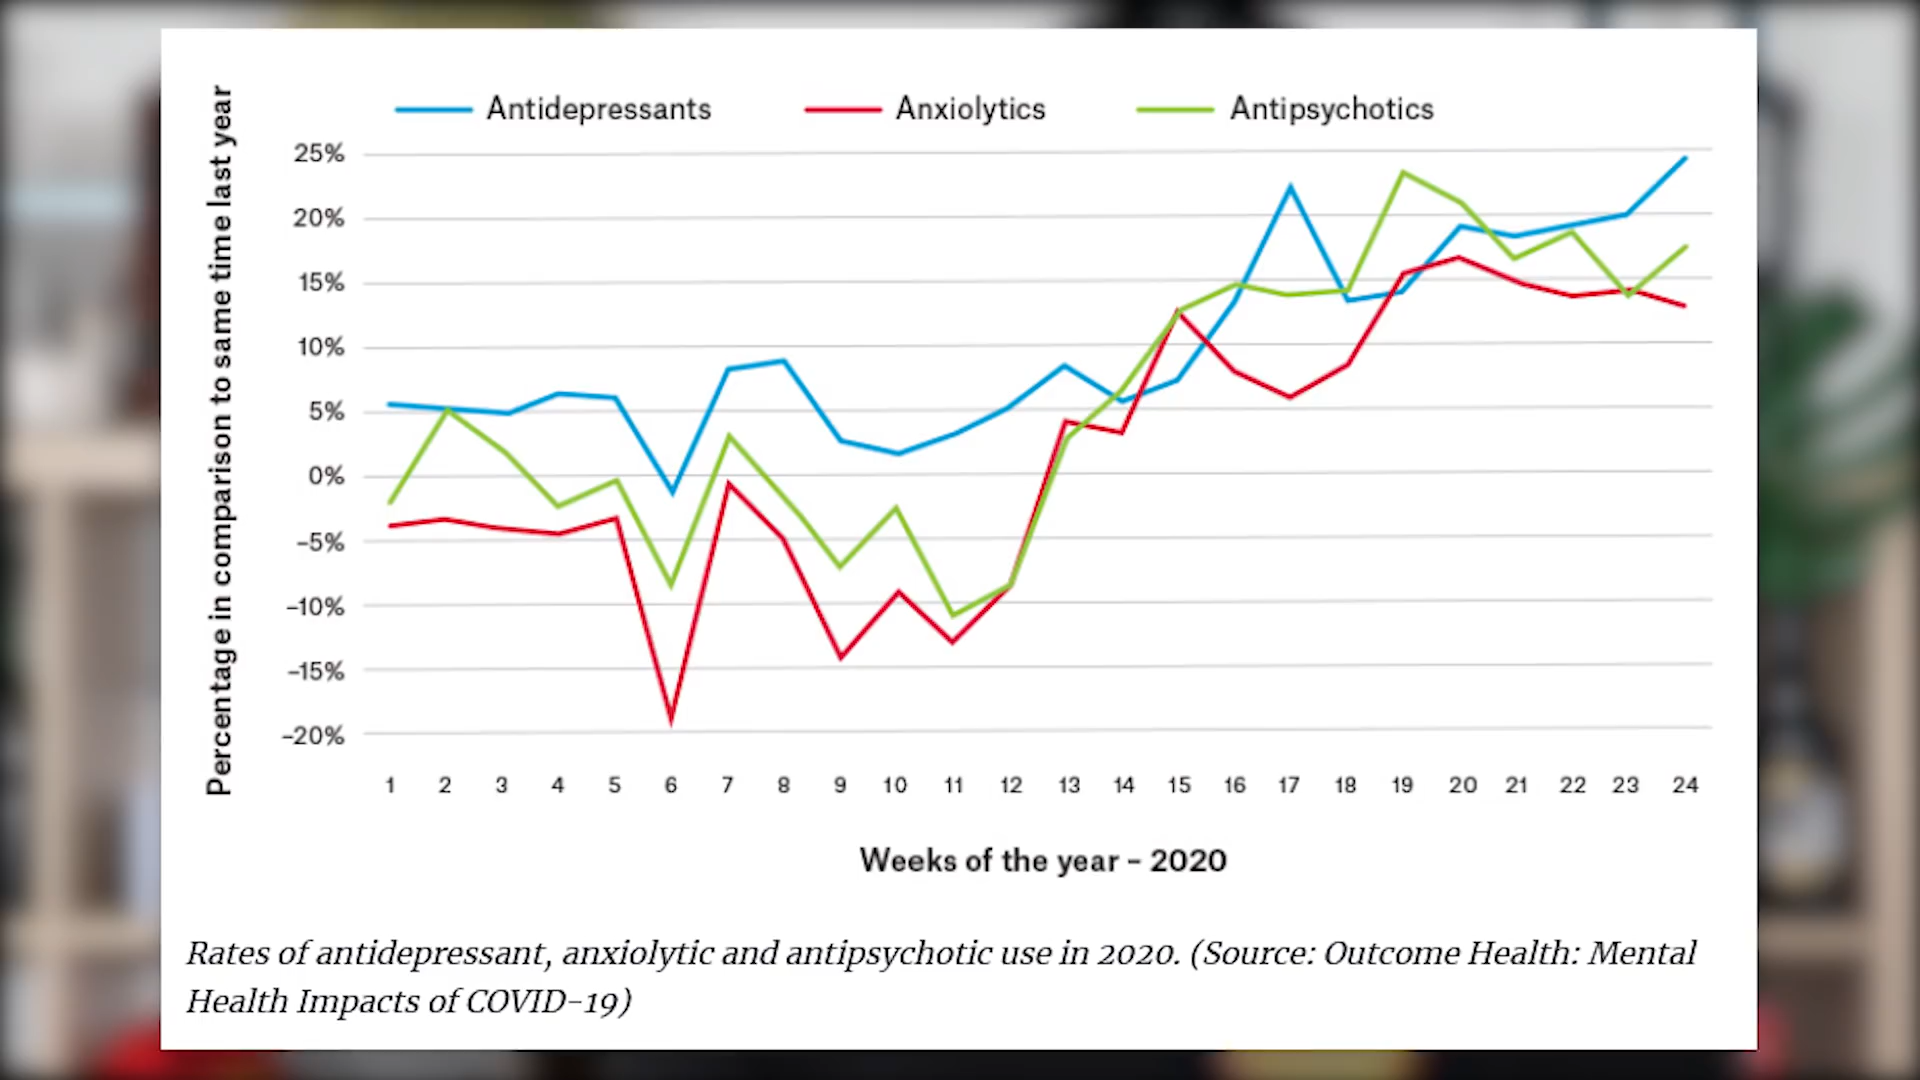 Antidepressants Anxiolytics Antipsychotics
Percentage in comparison to same time last year
25%
20%
15%
10%
5%
0%
–5%
–10%
–15%
–20%
1 2 3 4 5 6 7 8 9 10 11 12 13 14 15 16 17 18 19 20 21 22 23 24
Weeks of the year – 2020
Rates of antidepressant, anxiolytic and antipsychotic use in 2020. (Source: Outcome Health: Mental
Health Impacts of COVID-19)